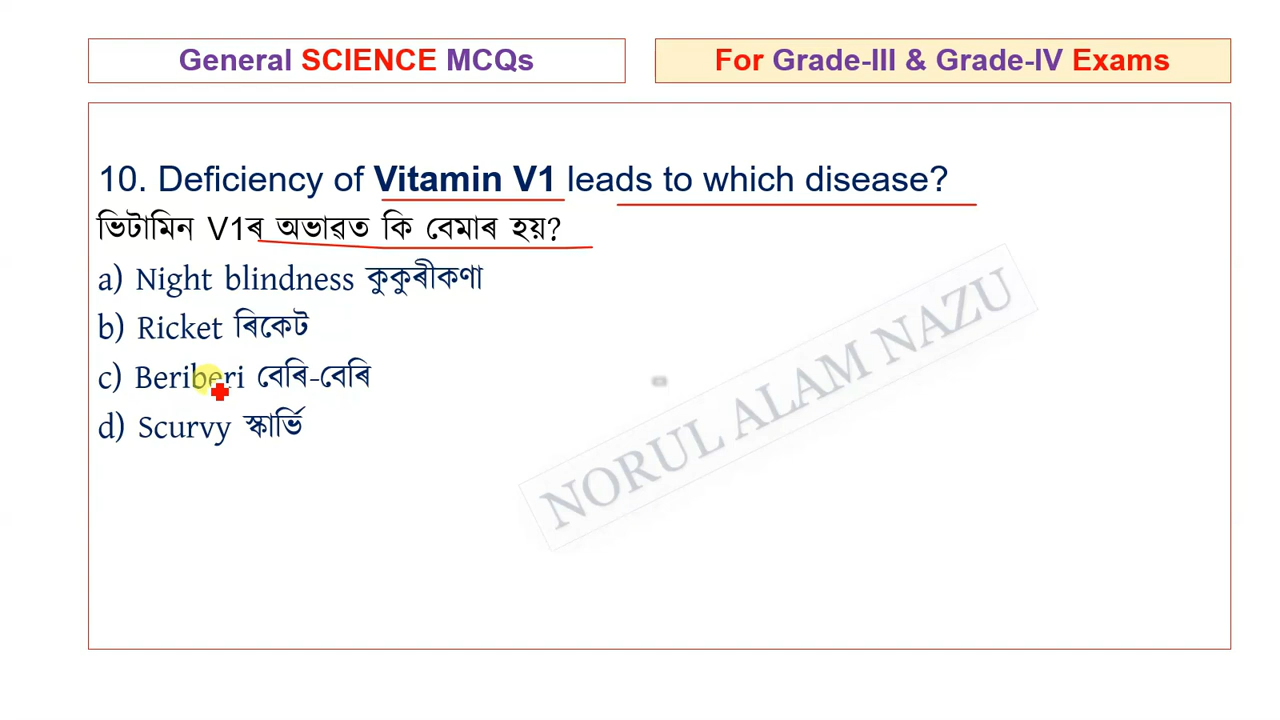 General SCIENCE MCQs
For Grade-III & Grade-IV Exams
10. Deficiency of Vitamin V1 leads to which disease?
ভিটামিন V1ৰ অভাৱত কি বেমাৰ হয়?
a) Night blindness কুকুৰীকণা
b) Ricket ৰিকেট
c) Beriberi বেৰি-বেৰি
d) Scurvy স্কাৰ্ভি
NORUL ALAM NAZU